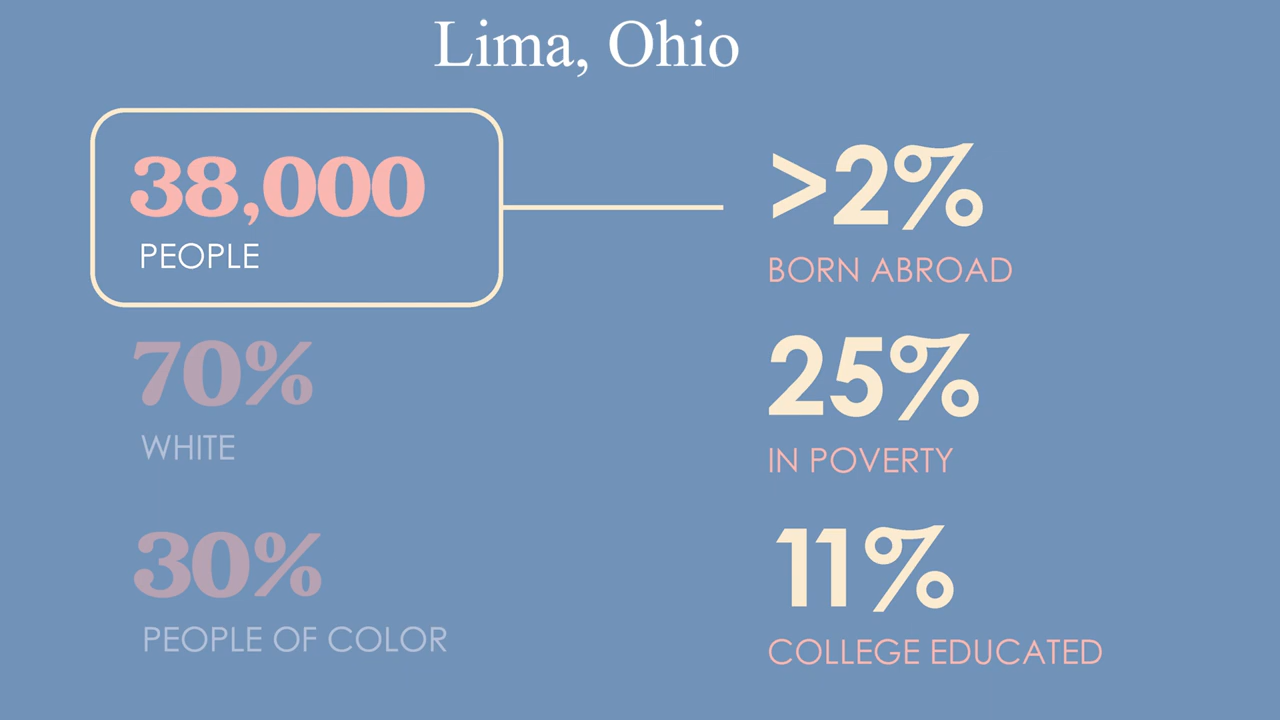 Lima, Ohio
38,000
PEOPLE
70%
WHITE
30%
PEOPLE OF COLOR
>2%
BORN ABROAD
25%
IN POVERTY
11%
COLLEGE EDUCATED